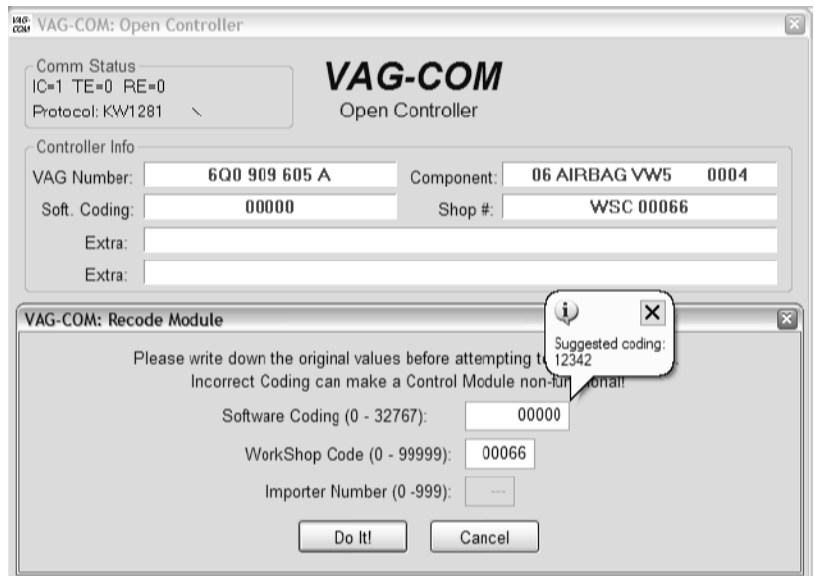 VAG-COM VAG-COM: Open Controller
Comm Status
IC=1 TE=0 RE=0
Protocol: KW1281 \
VAG-COM
Open Controller
Controller Info
VAG Number: 6Q0 909 605 A Component: 06 AIRBAG VW5 0004
Soft. Coding: 00000 Shop #: WSC 00066
Extra:
Extra:
VAG-COM: Recode Module
Suggested coding:
12342
Please write down the original values before attempting
Incorrect Coding can make a Control Module
Software Coding (0 - 32767): 00000
WorkShop Code (0 - 99999): 00066
Importer Number (0 -999): ---
Do It! Cancel